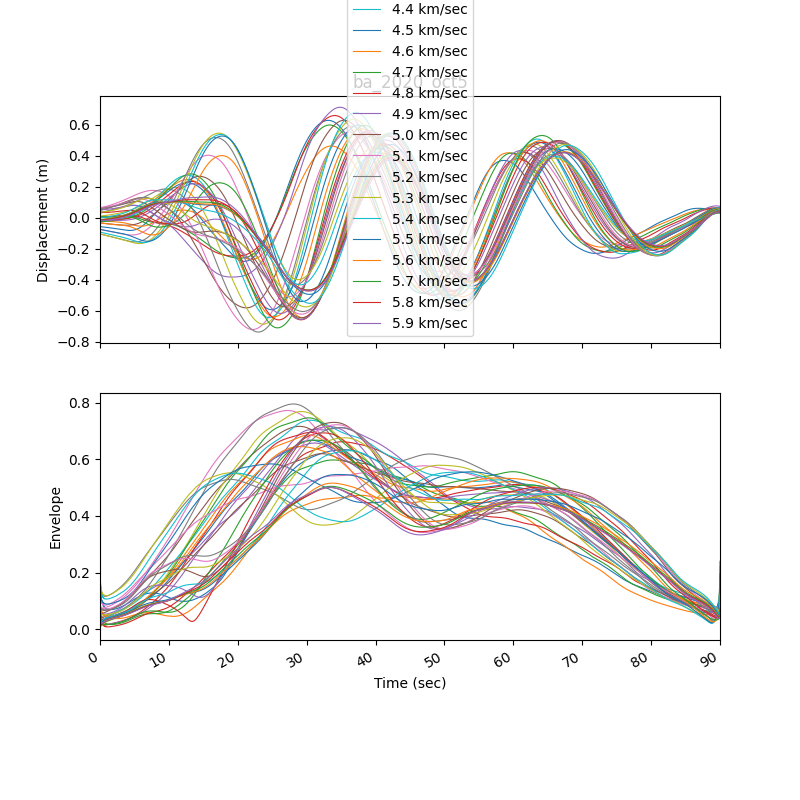 4.4 km/sec
4.5 km/sec
4.6 km/sec
4.7 km/sec
4.8 km/sec
4.9 km/sec
5.0 km/sec
5.1 km/sec
5.2 km/sec
5.3 km/sec
5.4 km/sec
5.5 km/sec
5.6 km/sec
5.7 km/sec
5.8 km/sec
5.9 km/sec
ba_2020_oct5
Displacement (m)
0.6
0.4
0.2
0.0
−0.2
−0.4
−0.6
−0.8
Envelope
0.8
0.6
0.4
0.2
0.0
0 10 20 30 40 50 60 70 80 90
Time (sec)